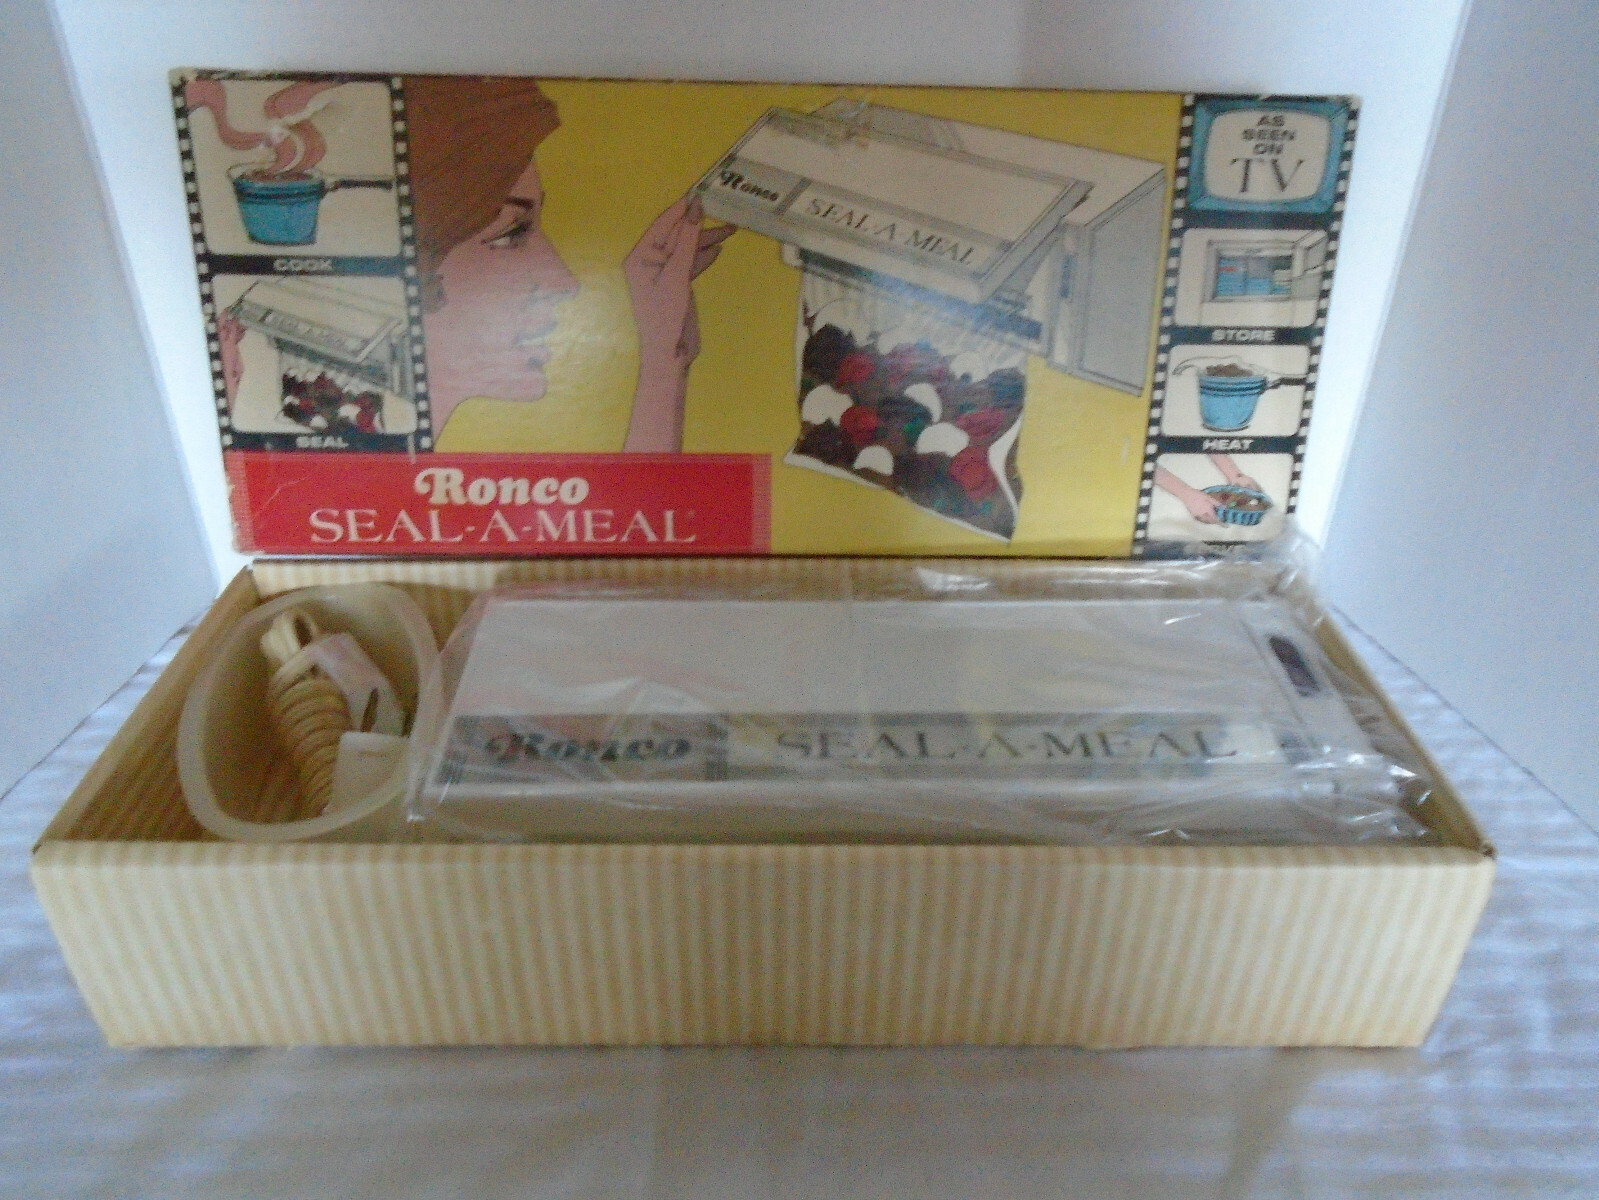 COOK
SEAL
Ronco
SEAL-A-MEAL
Ronco SEAL-A-MEAL
AS
SEEN
ON
TV
STORE
HEAT
Ronco SEAL-A-MEAL